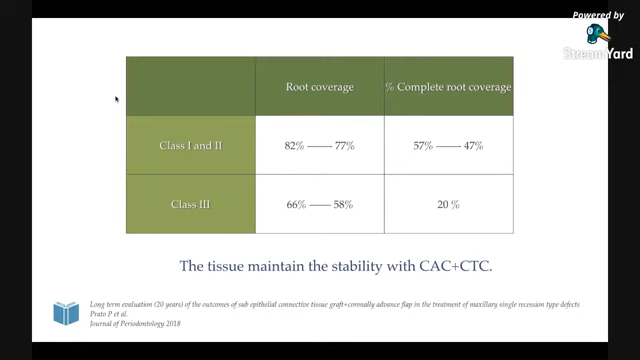 Powered by
StreamYard
Root coverage
% Complete root coverage
Class I and II
82% —— 77%
57% —— 47%
Class III
66% —— 58%
20 %
The tissue maintain the stability with CAC+CTC.
Long term evaluation (20 years) of the outcomes of sub epithelial connective tissue graft+coronally advance flap in the treatment of maxillary single recession type defects
Prato P et al.
Journal of Periodontology 2018